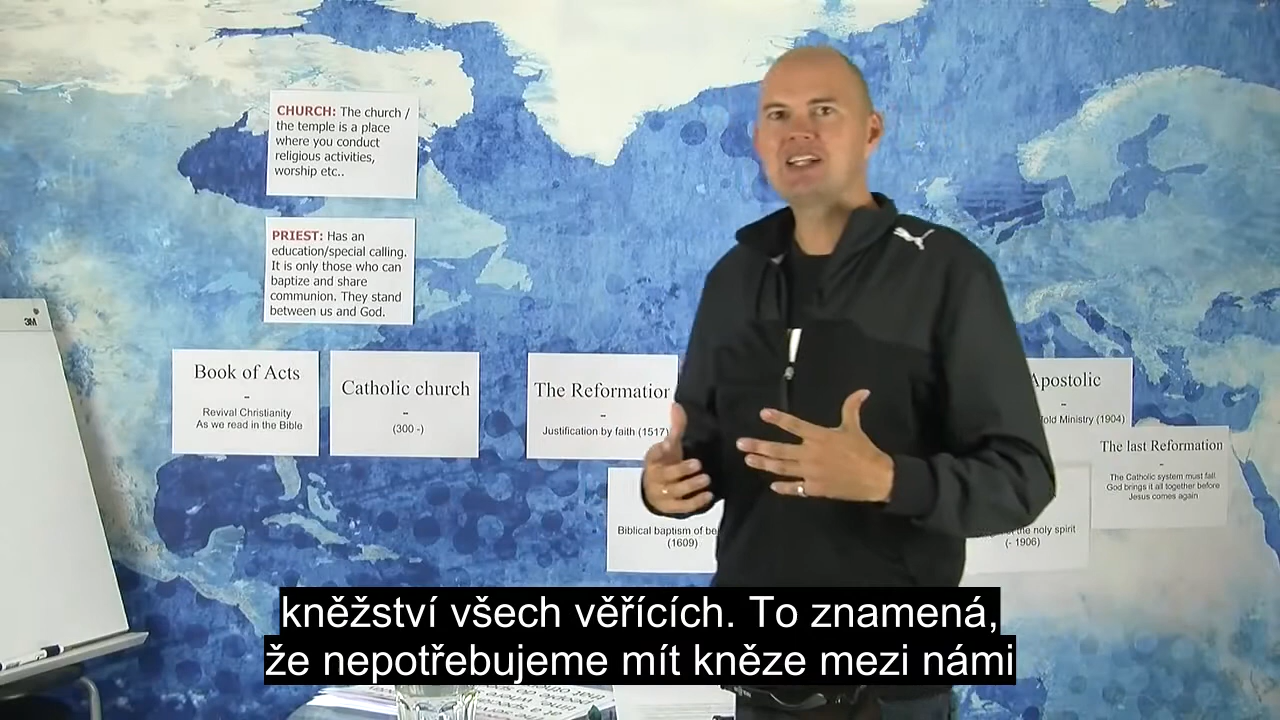 CHURCH: The church /
the temple is a place
where you conduct
religious activities,
worship etc..
PRIEST: Has an
education/special calling.
It is only those who can
baptize and share
communion. They stand
between us and God.
3M
Book of Acts
-
Revival Christianity
As we read in the Bible
Catholic church
-
(300 -)
The Reformation
-
Justification by faith (1517)
Apostolic
-
fold Ministry (1904)
The last Reformation
-
The Catholic system must fall
God brings it all together before
Jesus comes again
Biblical baptism of
(1609)
the holy spirit
(- 1906)
kněžství všech věřících. To znamená,
že nepotřebujeme mít kněze mezi námi